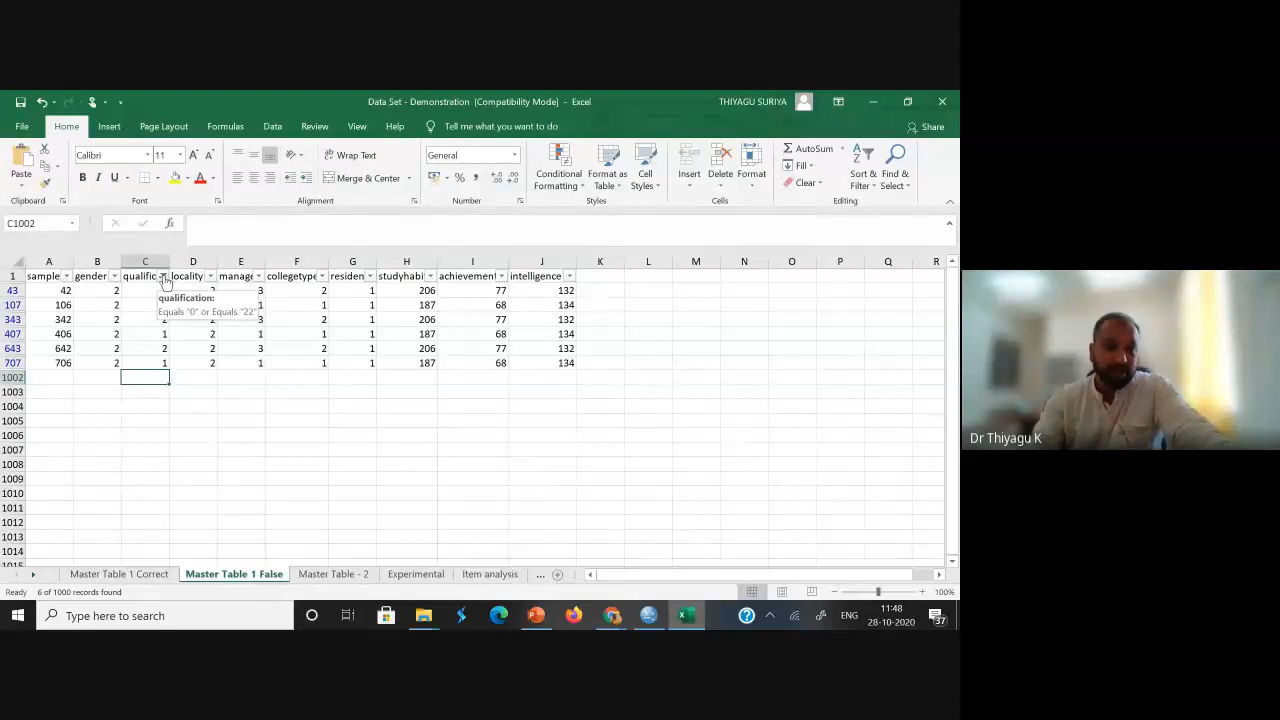 Data Set - Demonstration [Compatibility Mode] - Excel
THIYAGU SURIYA
File Home Insert Page Layout Formulas Data Review View Help Tell me what you want to do
Share
Paste
Calibri 11
Wrap Text
General
AutoSum
Fill
Clear
B I U
Merge & Center
Conditional Formatting
Format as Table
Cell Styles
Insert Delete Format
Sort & Filter
Find & Select
Clipboard Font Alignment Number Styles Cells Editing
C1002 fx
A B C D E F G H I J K L M N O P Q R
1 sample gender qualific locality manage collegetype residen studyhabi achievement intelligence
43 42 2 3 2 1 206 77 132
107 106 2 1 1 1 187 68 134
343 342 2 2 2 3 2 1 206 77 132
407 406 2 1 2 1 1 1 187 68 134
643 642 2 2 2 3 2 1 206 77 132
707 706 2 1 2 1 1 1 187 68 134
qualification:
Equals "0" or Equals "22"
1002
1003
1004
1005
1006
1007
1008
1009
1010
1011
1012
1013
1014
1015
Master Table 1 Correct Master Table 1 False Master Table - 2 Experimental Item analysis ...
Ready 6 of 1000 records found 100%
Type here to search
ENG
11:48
28-10-2020
37
Dr Thiyagu K